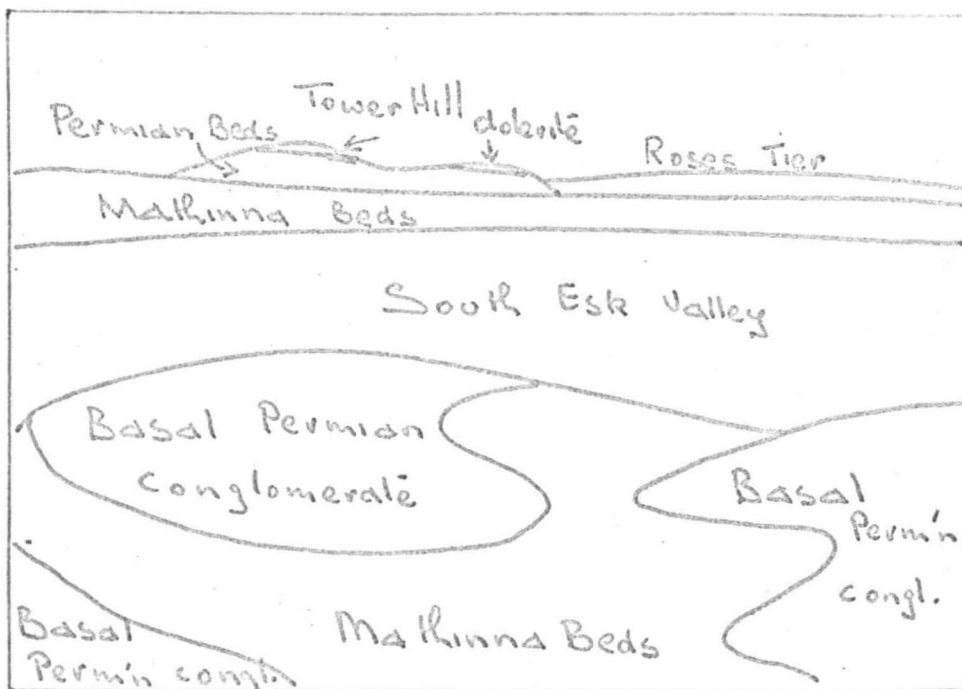 Tower Hill
Permian Beds
dolerite
Roses Tier
Mathinna Beds
South Esk Valley
Basal Permian
Conglomerate
Basal
Perm'n
congl.
Basal
Perm'n congl.
Mathinna Beds